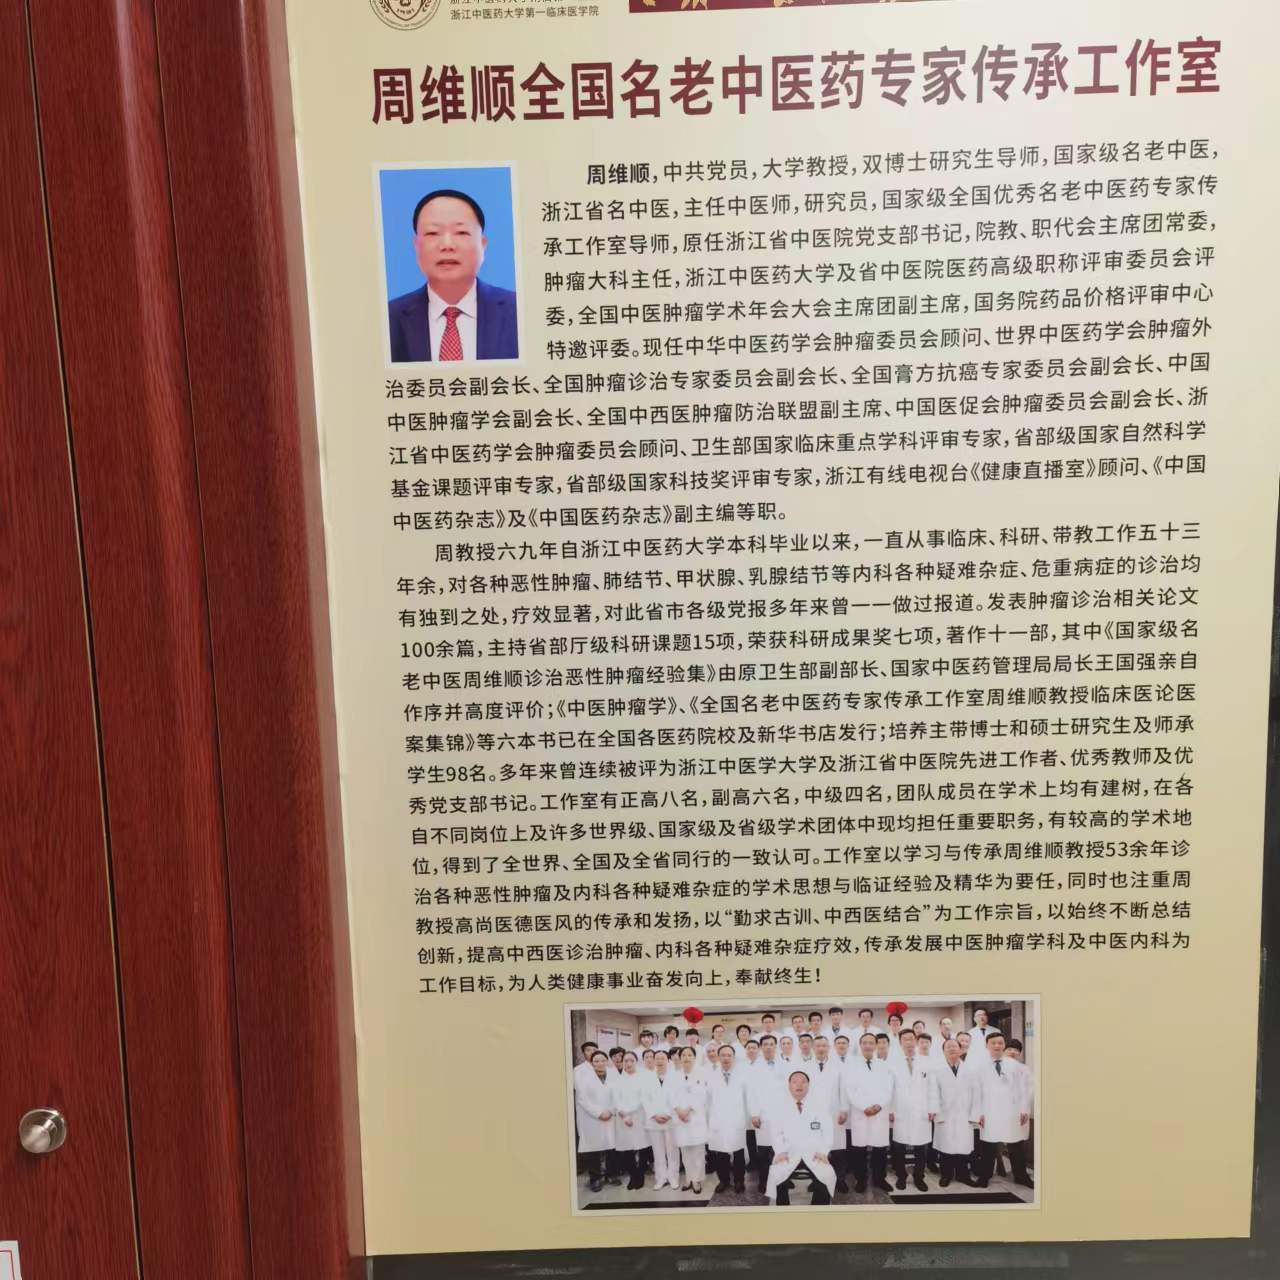 浙江中医药大学第一临床医学院
周维顺全国名老中医药专家传承工作室
周维顺，中共党员，大学教授，双博士研究生导师，国家级名老中医，
浙江省名中医，主任中医师，研究员，国家级全国优秀名老中医药专家传
承工作室导师，原任浙江省中医院党支部书记，院教、职代会主席团常委，
肿瘤大科主任，浙江中医药大学及省中医院医药高级职称评审委员会评
委，全国中医肿瘤学术年会大会主席团副主席，国务院药品价格评审中心
特邀评委。现任中华中医药学会肿瘤委员会顾问、世界中医药学会肿瘤外
治委员会副会长、全国肿瘤诊治专家委员会副会长、全国膏方抗癌专家委员会副会长、中国
中医肿瘤学会副会长、全国中西医肿瘤防治联盟副主席、中国医促会肿瘤委员会副会长、浙
江省中医药学会肿瘤委员会顾问、卫生部国家临床重点学科评审专家，省部级国家自然科学
基金课题评审专家，省部级国家科技奖评审专家，浙江有线电视台《健康直播室》顾问、《中国
中医药杂志》及《中国医药杂志》副主编等职。
周教授六九年自浙江中医药大学本科毕业以来，一直从事临床、科研、带教工作五十三
年余，对各种恶性肿瘤、肺结节、甲状腺、乳腺结节等内科各种疑难杂症、危重病症的诊治均
有独到之处，疗效显著，对此省市各级党报多年来曾一一做过报道。发表肿瘤诊治相关论文
100余篇，主持省部厅级科研课题15项，荣获科研成果奖七项，著作十一部，其中《国家级名
老中医周维顺诊治恶性肿瘤经验集》由原卫生部副部长、国家中医药管理局局长王国强亲自
作序并高度评价；《中医肿瘤学》、《全国名老中医药专家传承工作室周维顺教授临床医论医
案集锦》等六本书已在全国各医药院校及新华书店发行；培养主带博士和硕士研究生及师承
学生98名。多年来曾连续被评为浙江中医学大学及浙江省中医院先进工作者、优秀教师及优
秀党支部书记。工作室有正高八名，副高六名，中级四名，团队成员在学术上均有建树，在各
自不同岗位上及许多世界级、国家级及省级学术团体中现均担任重要职务，有较高的学术地
位，得到了全世界、全国及全省同行的一致认可。工作室以学习与传承周维顺教授53余年诊
治各种恶性肿瘤及内科各种疑难杂症的学术思想与临证经验及精华为要任，同时也注重周
教授高尚医德医风的传承和发扬，以“勤求古训、中西医结合”为工作宗旨，以始终不断总结
创新，提高中西医诊治肿瘤、内科各种疑难杂症疗效，传承发展中医肿瘤学科及中医内科为
工作目标，为人类健康事业奋发向上，奉献终生！